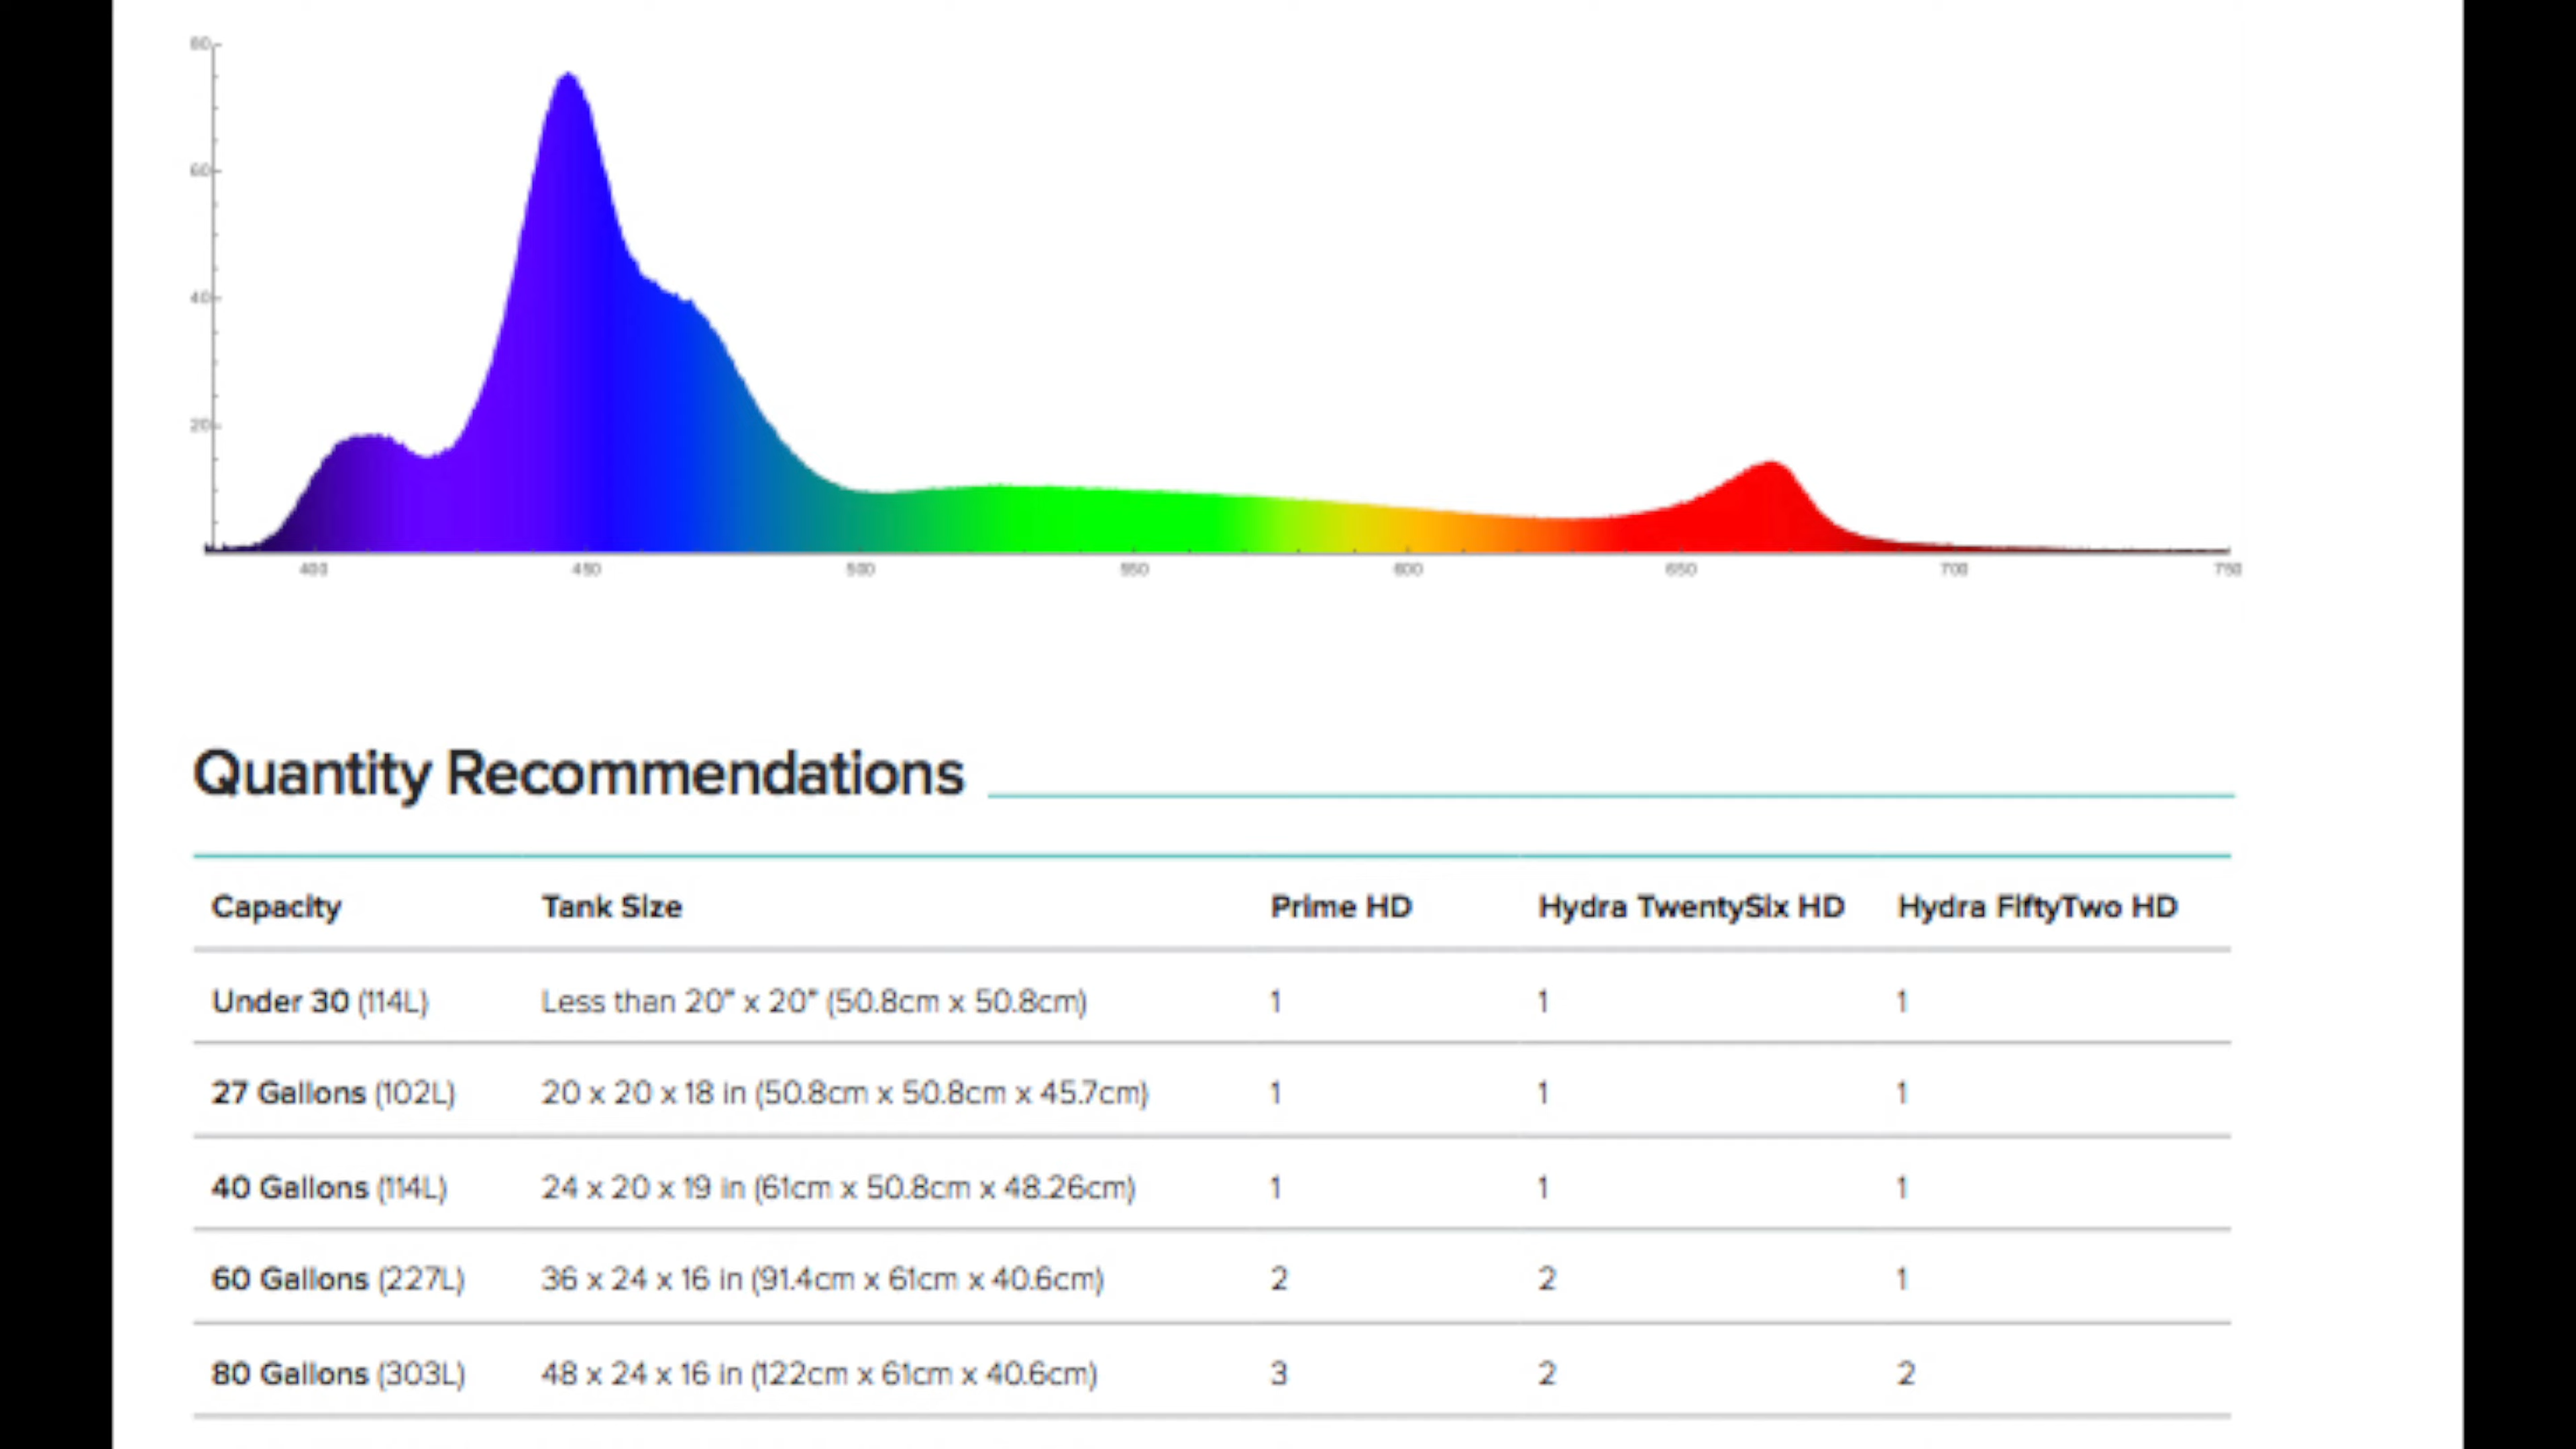 80
60
40
20
400 450 500 550 600 650 700 750
Quantity Recommendations
Capacity Tank Size Prime HD Hydra TwentySix HD Hydra FiftyTwo HD
Under 30 (114L) Less than 20" x 20" (50.8cm x 50.8cm) 1 1 1
27 Gallons (102L) 20 x 20 x 18 in (50.8cm x 50.8cm x 45.7cm) 1 1 1
40 Gallons (114L) 24 x 20 x 19 in (61cm x 50.8cm x 48.26cm) 1 1 1
60 Gallons (227L) 36 x 24 x 16 in (91.4cm x 61cm x 40.6cm) 2 2 1
80 Gallons (303L) 48 x 24 x 16 in (122cm x 61cm x 40.6cm) 3 2 2